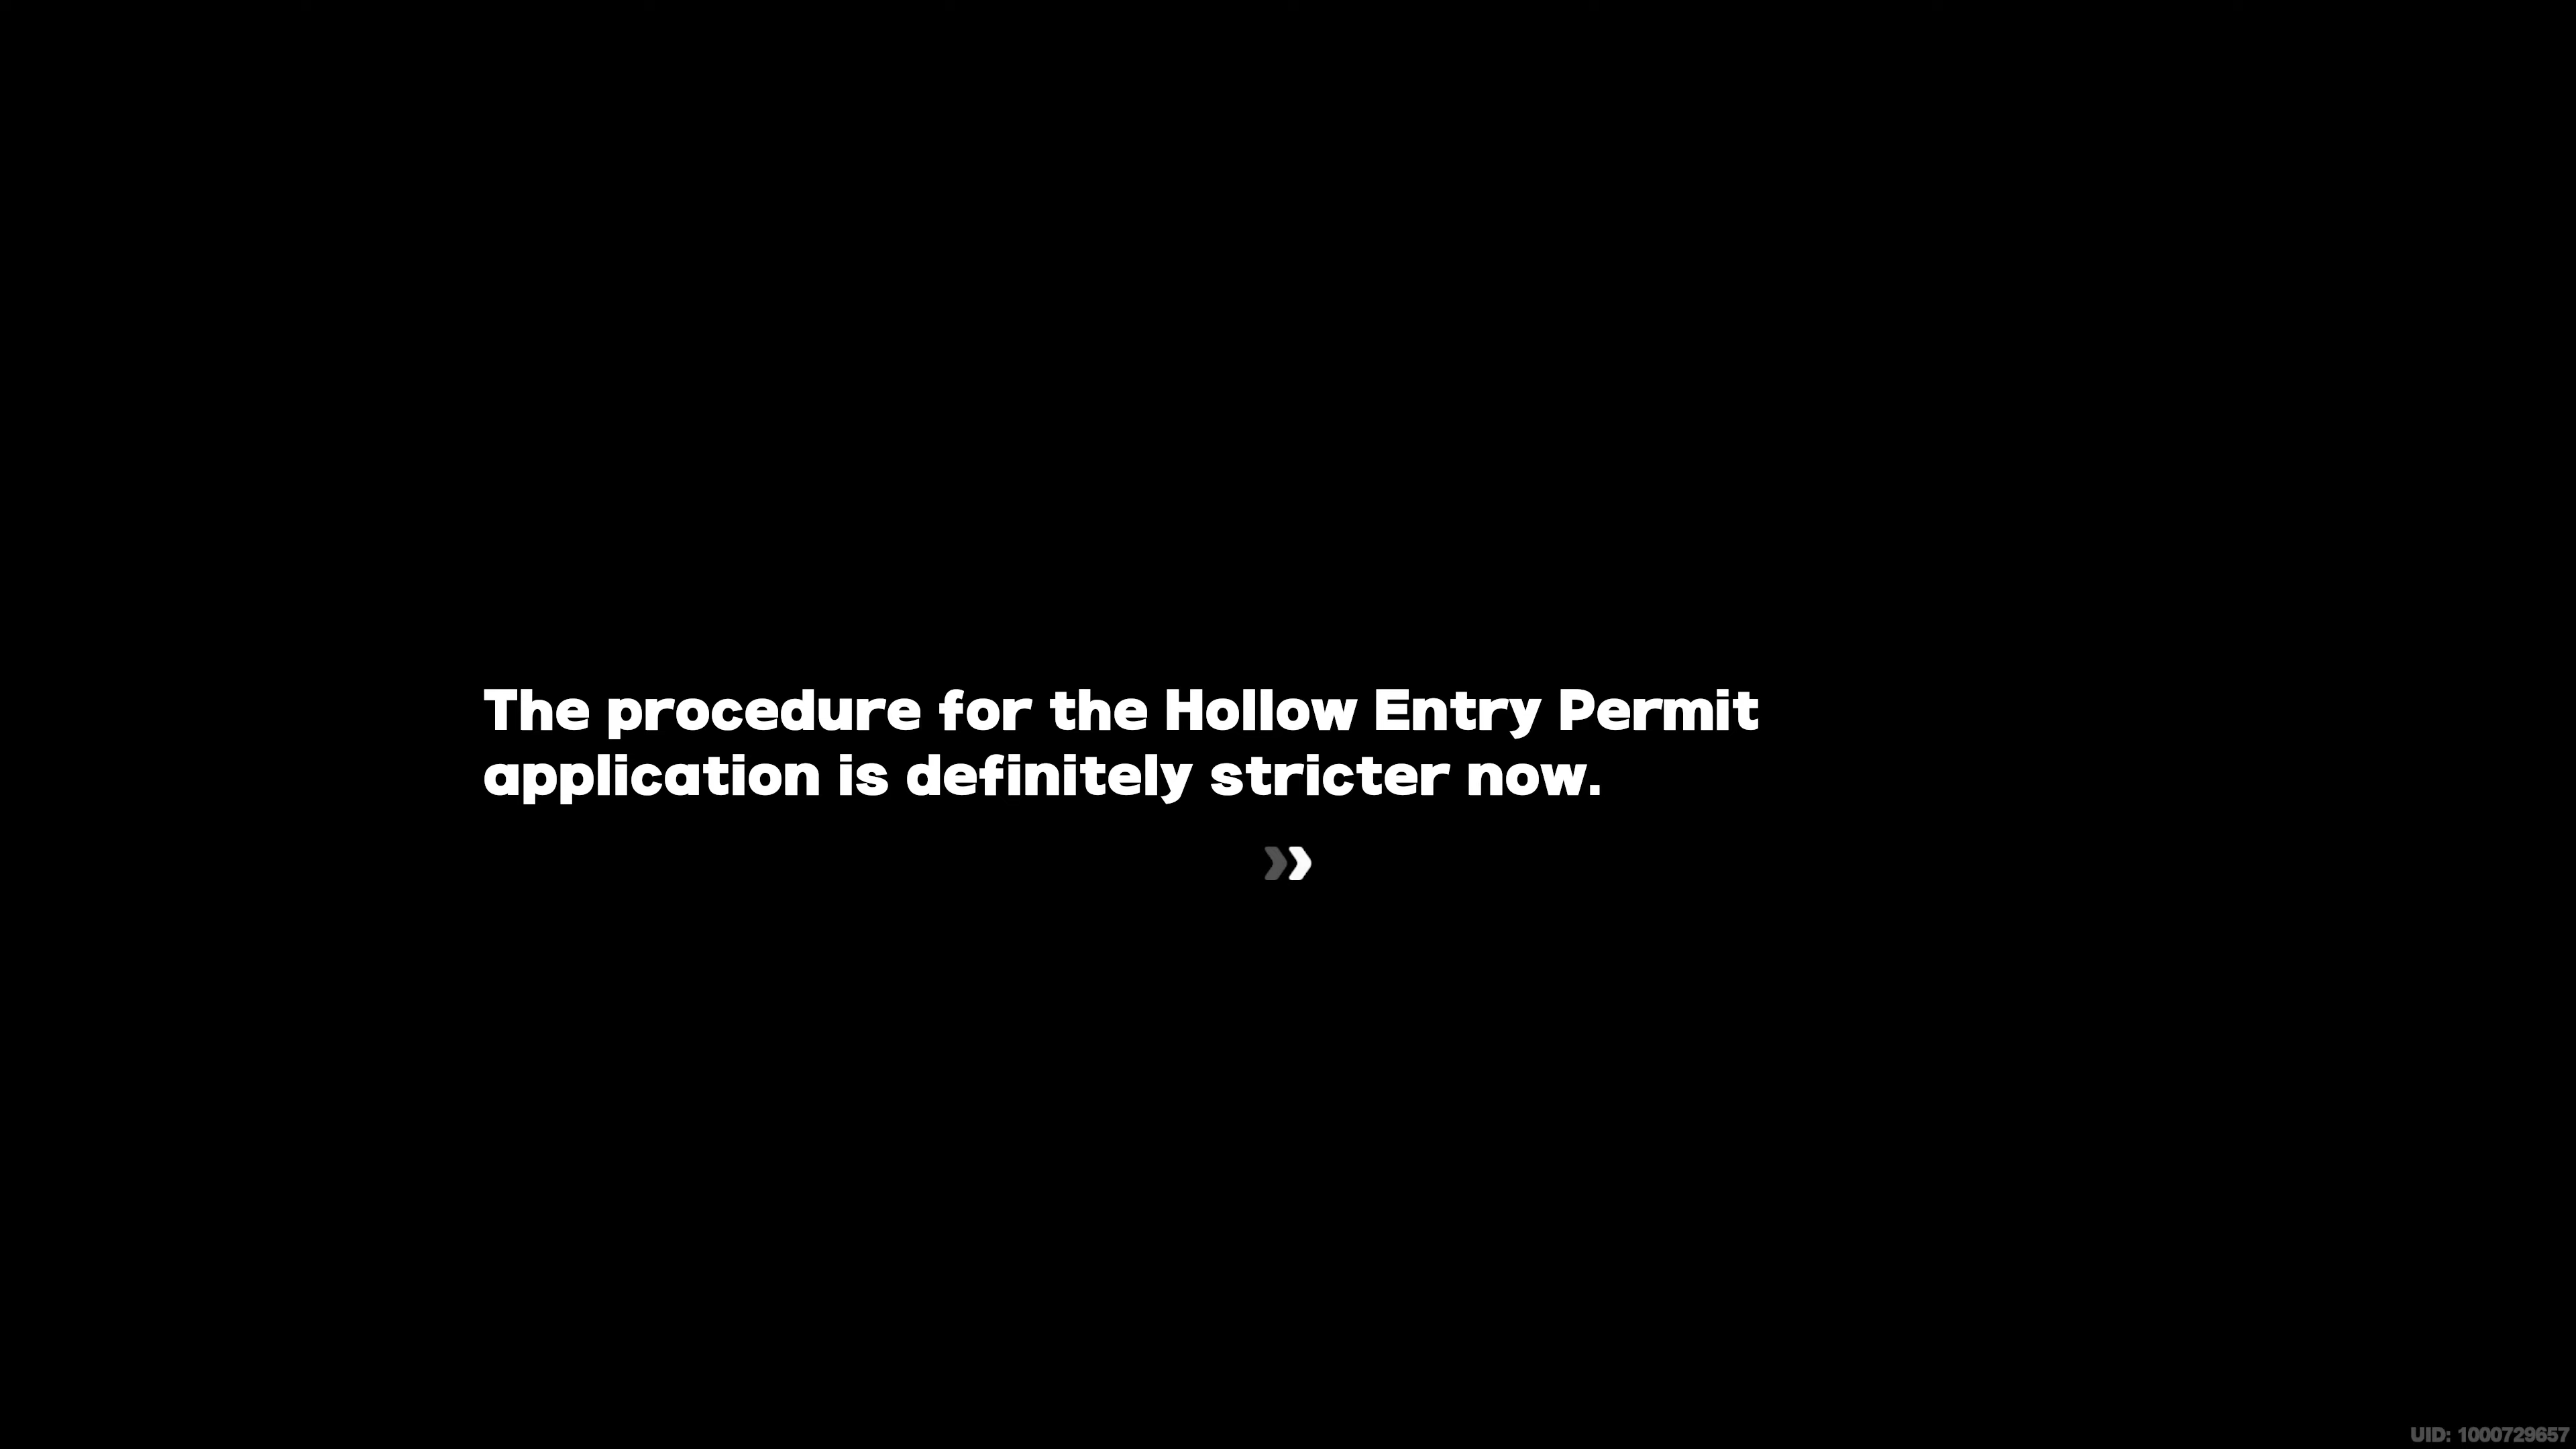 The procedure for the Hollow Entry Permit
application is definitely stricter now.
UID: 1000729657